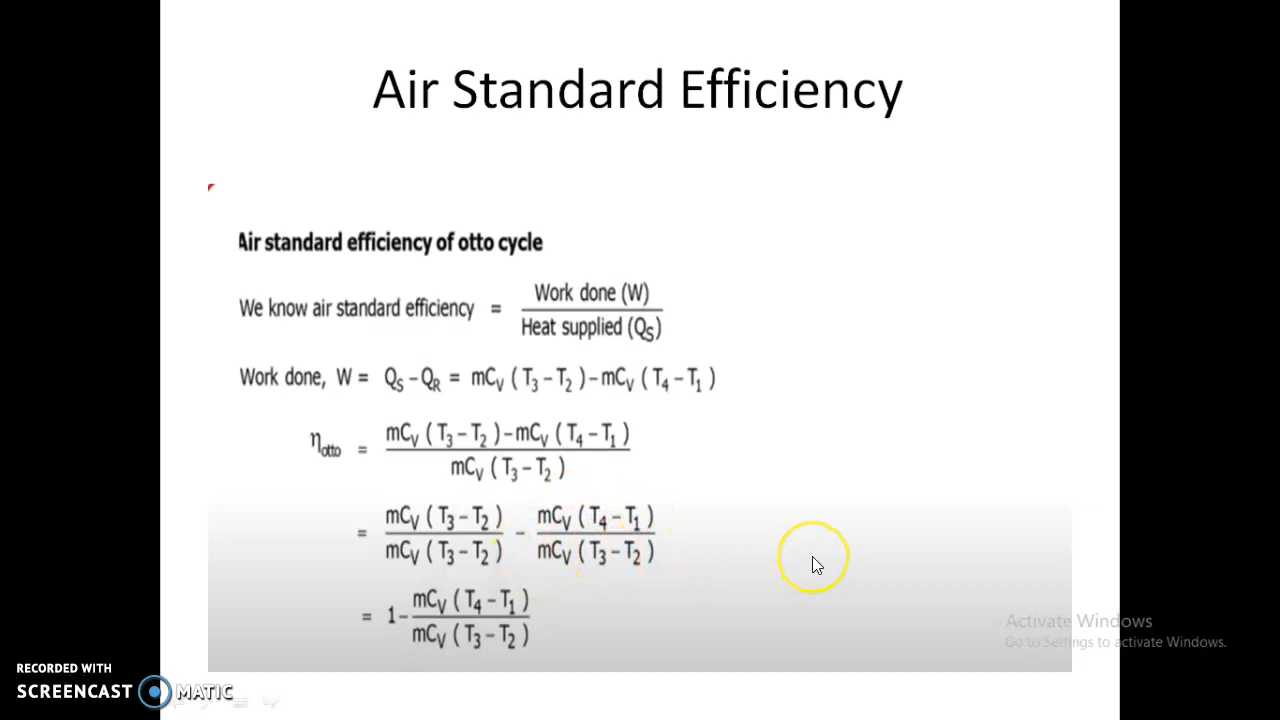 Air Standard Efficiency
Air standard efficiency of otto cycle
We know air standard efficiency = Work done (W) / Heat supplied (Q_S)
Work done, W = Q_S − Q_R = mC_V ( T_3 − T_2 ) − mC_V ( T_4 − T_1 )
η_otto = mC_V ( T_3 − T_2 ) − mC_V ( T_4 − T_1 ) / mC_V ( T_3 − T_2 )
= mC_V ( T_3 − T_2 ) / mC_V ( T_3 − T_2 ) − mC_V ( T_4 − T_1 ) / mC_V ( T_3 − T_2 )
= 1 − mC_V ( T_4 − T_1 ) / mC_V ( T_3 − T_2 )
Activate Windows
Go to Settings to activate Windows.
RECORDED WITH
SCREENCAST MATIC